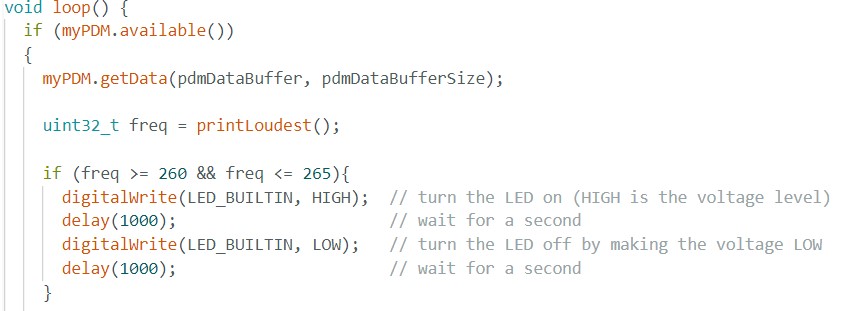 void loop() {
if (myPDM.available())
{
myPDM.getData(pdmDataBuffer, pdmDataBufferSize);
uint32_t freq = printLoudest();
if (freq >= 260 && freq <= 265){
digitalWrite(LED_BUILTIN, HIGH);  // turn the LED on (HIGH is the voltage level)
delay(1000);                      // wait for a second
digitalWrite(LED_BUILTIN, LOW);   // turn the LED off by making the voltage LOW
delay(1000);                      // wait for a second
}